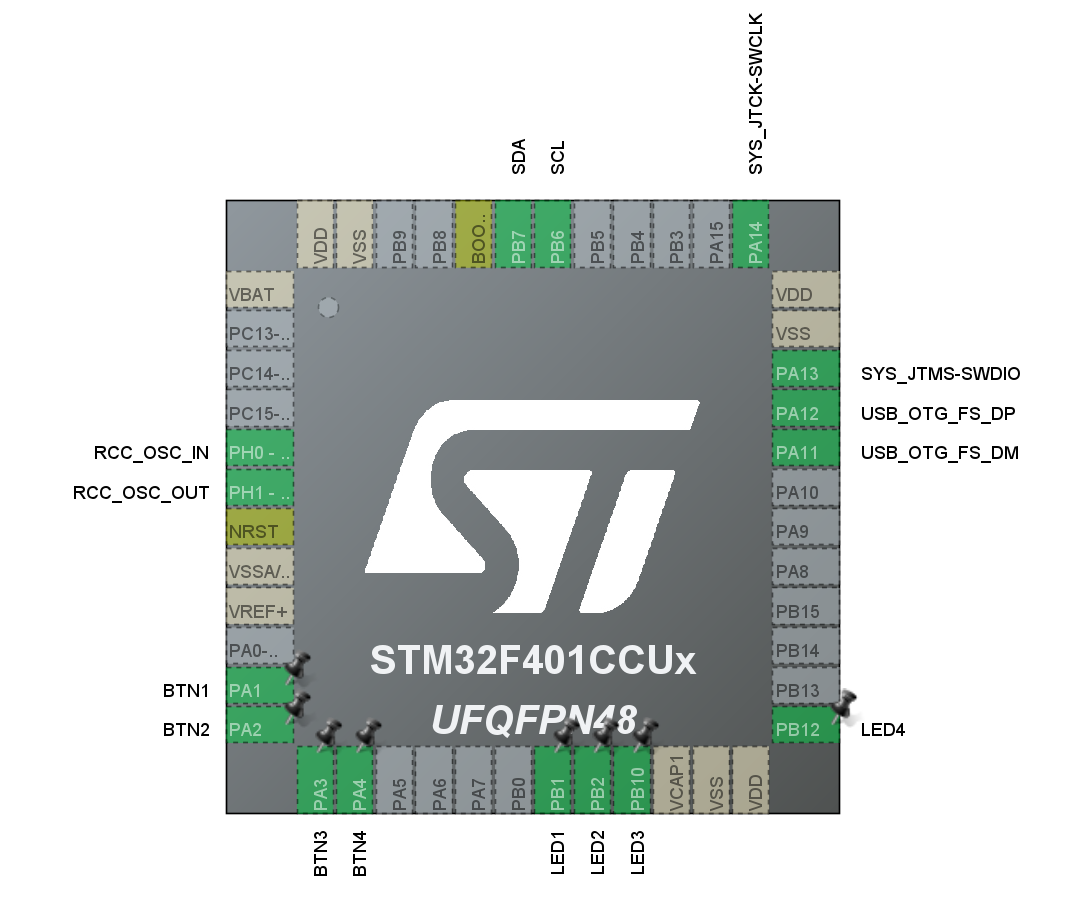 SYS_JTCK-SWCLK
SDA
SCL
VDD
VSS
PB9
PB8
BOO..
PB7
PB6
PB5
PB4
PB3
PA15
PA14
VBAT
PC13-..
PC14-..
PC15-..
RCC_OSC_IN
PH0 - ..
RCC_OSC_OUT
PH1 - ..
NRST
VSSA/..
VREF+
PA0-..
BTN1
PA1
BTN2
PA2
VDD
VSS
PA13
SYS_JTMS-SWDIO
PA12
USB_OTG_FS_DP
PA11
USB_OTG_FS_DM
PA10
PA9
PA8
PB15
PB14
PB13
PB12
LED4
ST
STM32F401CCUx
UFQFPN48
PA3
PA4
PA5
PA6
PA7
PB0
PB1
PB2
PB10
VCAP1
VSS
VDD
BTN3
BTN4
LED1
LED2
LED3